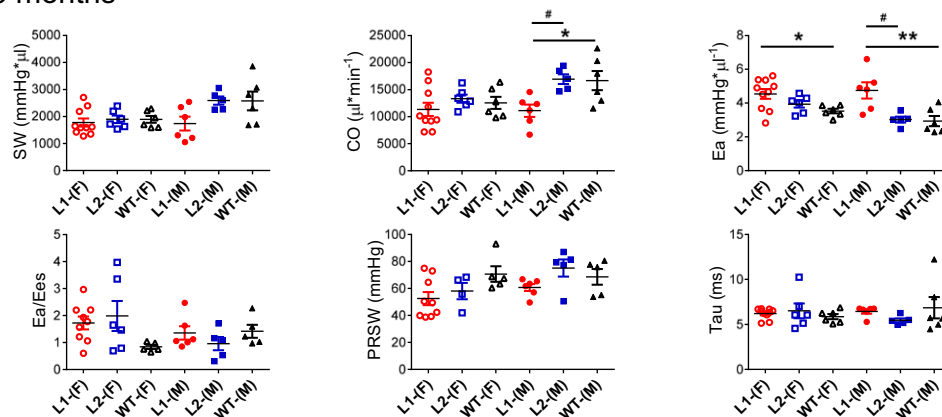 months
5000
4000
3000
2000
1000
0
SW (mmHg*μl)
L1-(F) L2-(F) WT-(F) L1-(M) L2-(M) WT-(M)
25000
20000
15000
10000
5000
0
CO (μl*min-1)
#
*
L1-(F) L2-(F) WT-(F) L1-(M) L2-(M) WT-(M)
8
6
4
2
0
Ea (mmHg*μl-1)
*
#
**
L1-(F) L2-(F) WT-(F) L1-(M) L2-(M) WT-(M)
5
4
3
2
1
0
Ea/Ees
L1-(F) L2-(F) WT-(F) L1-(M) L2-(M) WT-(M)
100
80
60
40
20
0
PRSW (mmHg)
L1-(F) L2-(F) WT-(F) L1-(M) L2-(M) WT-(M)
15
10
5
0
Tau (ms)
L1-(F) L2-(F) WT-(F) L1-(M) L2-(M) WT-(M)